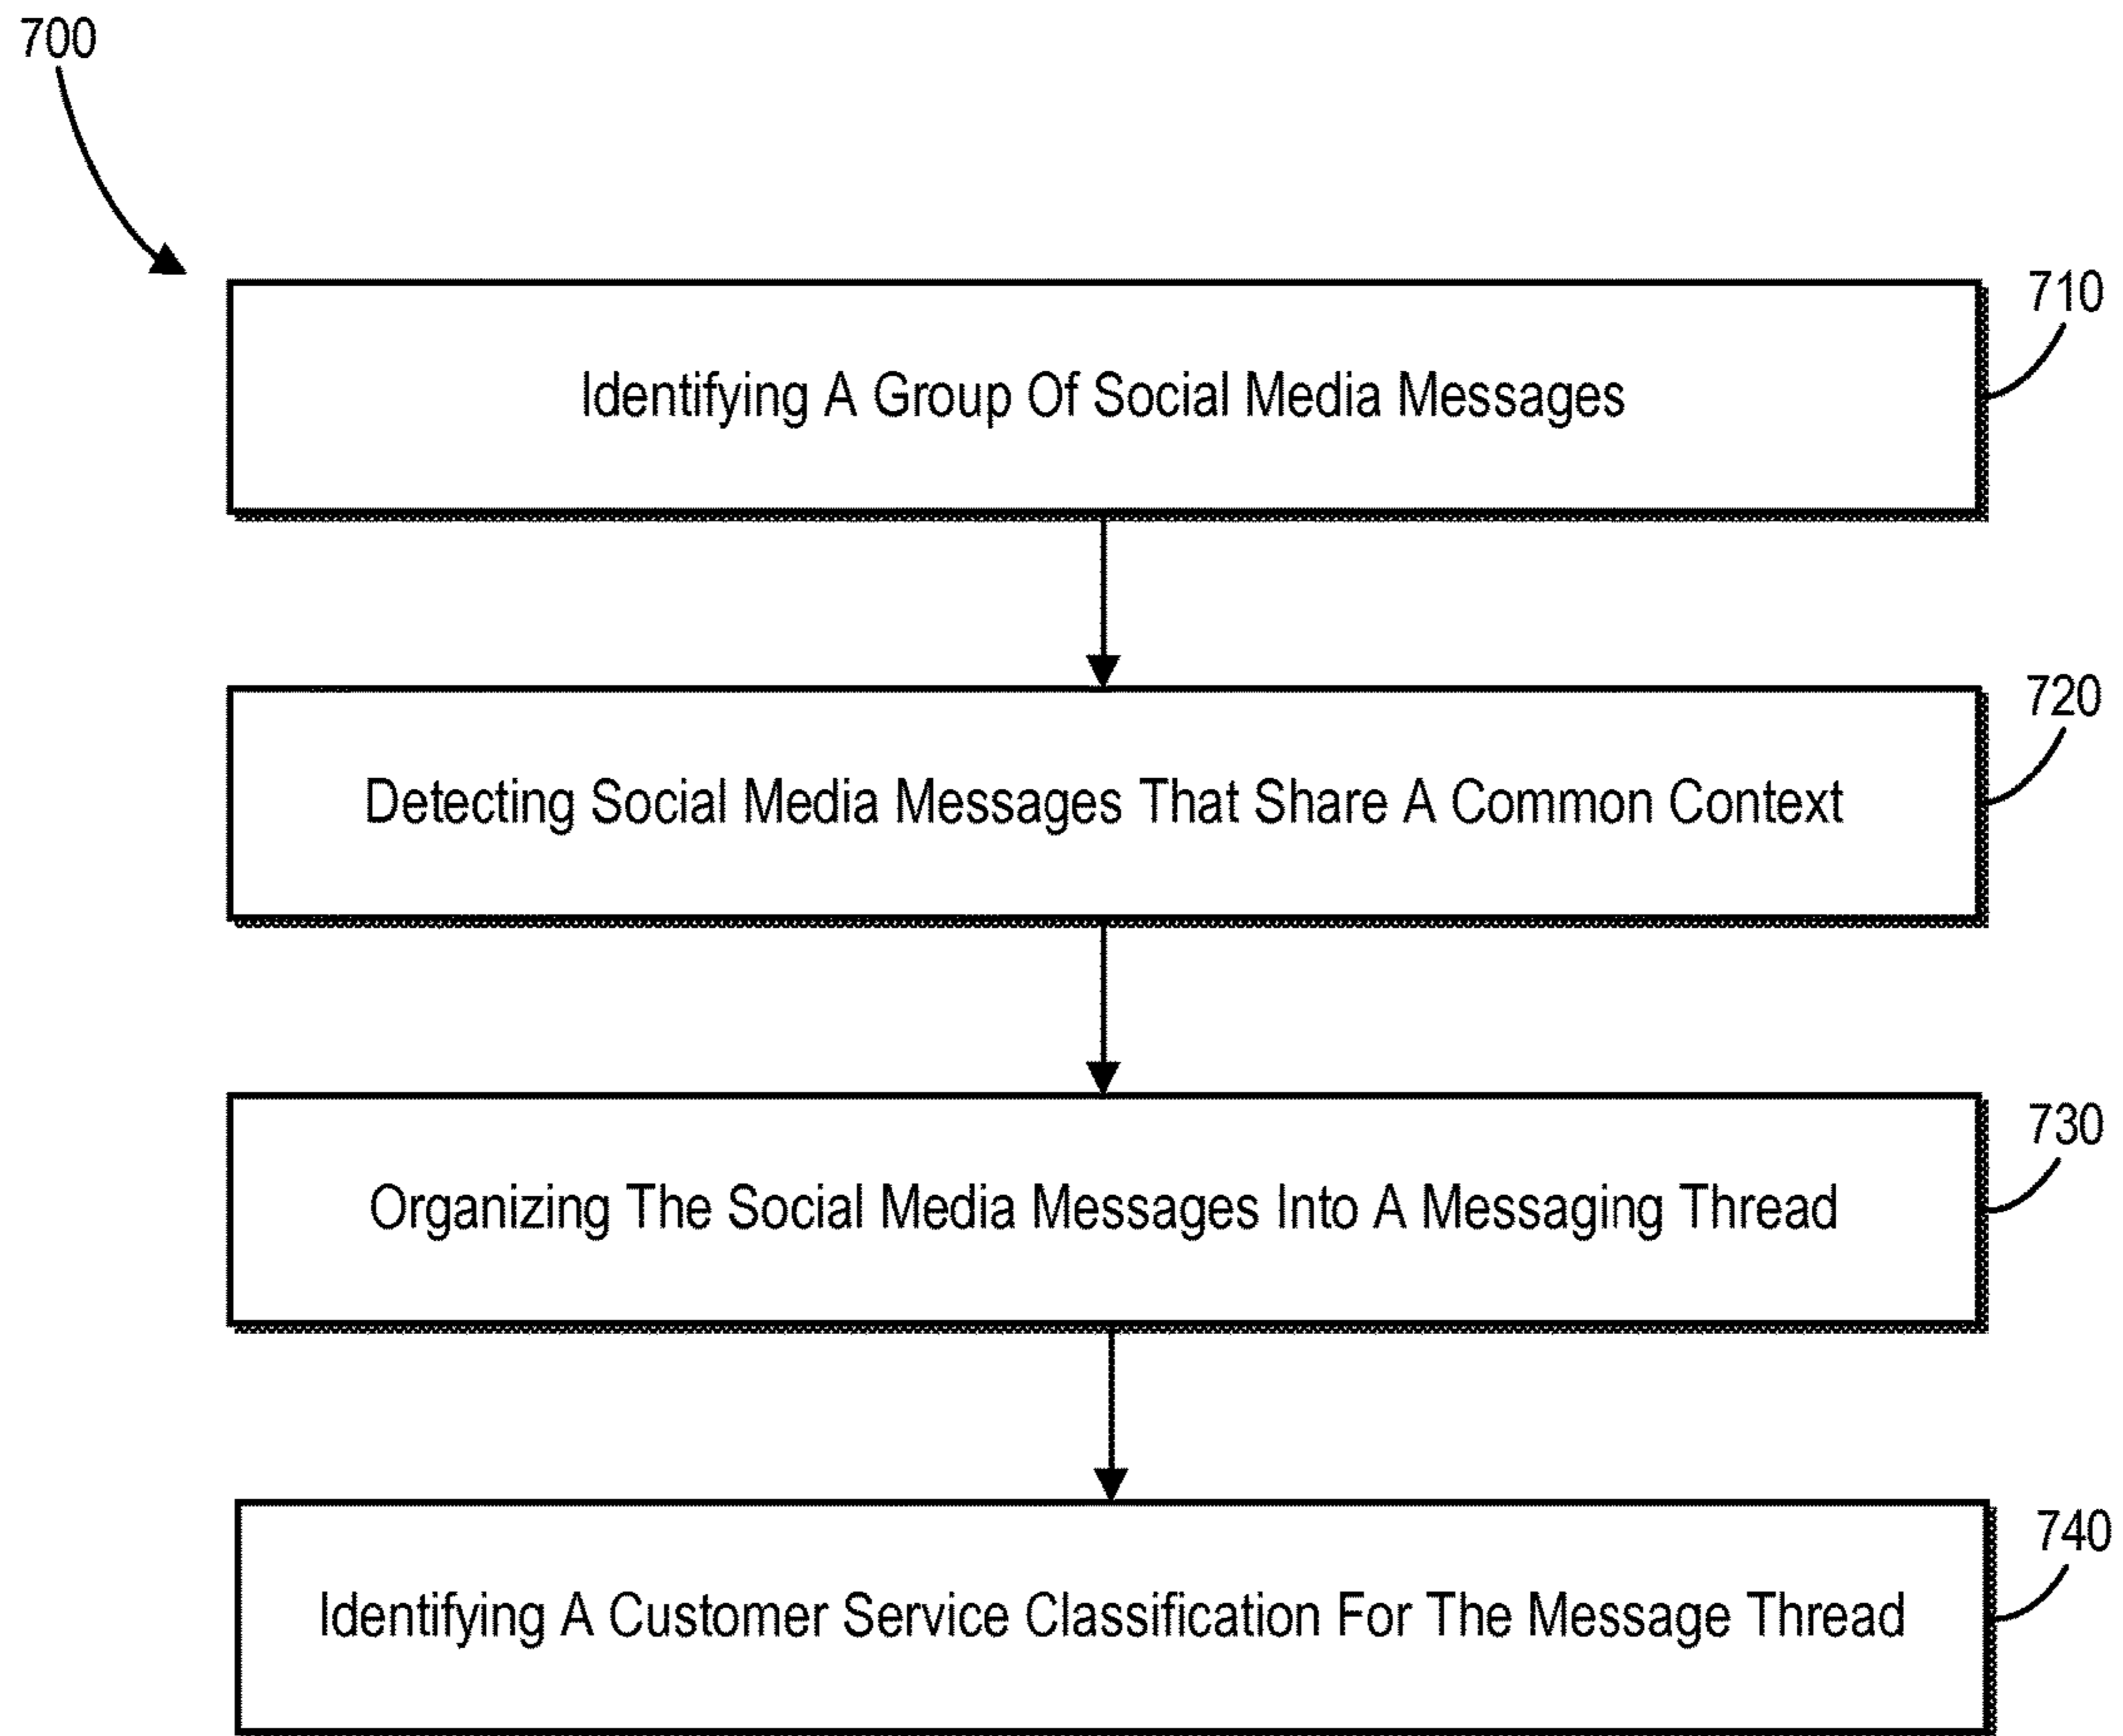 700
710
Identifying A Group Of Social Media Messages
720
Detecting Social Media Messages That Share A Common Context
730
Organizing The Social Media Messages Into A Messaging Thread
740
Identifying A Customer Service Classification For The Message Thread